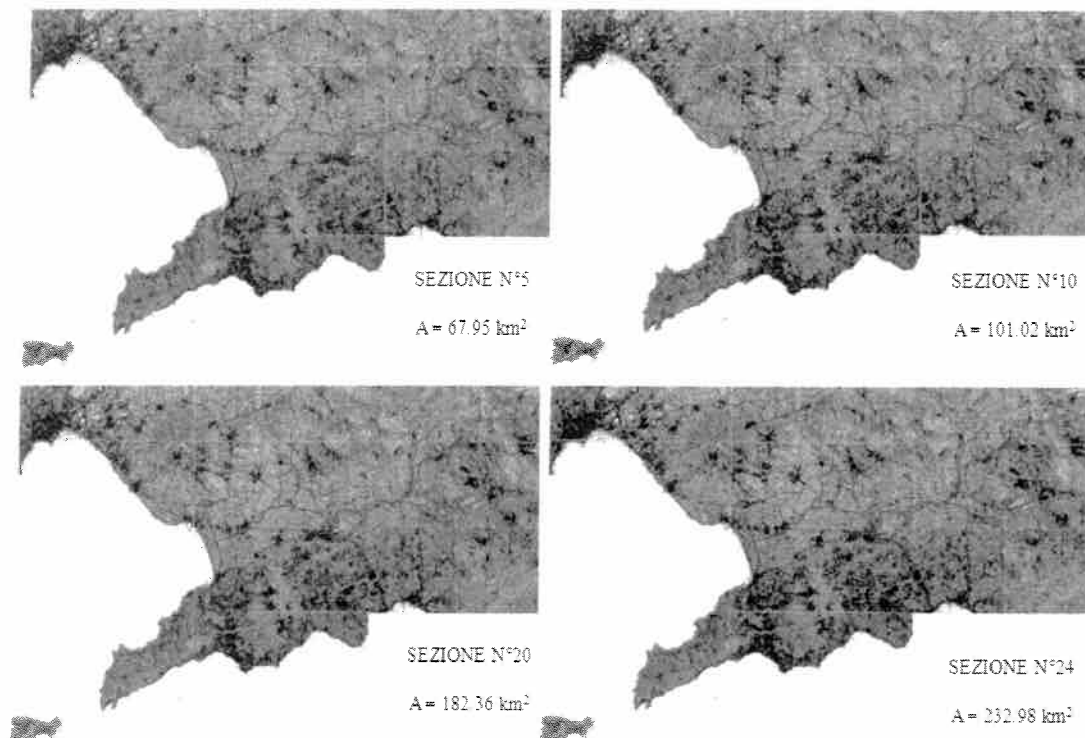 SEZIONE N°5
A = 67.95 km²
SEZIONE N°10
A = 101.02 km²
SEZIONE N°20
A = 182.36 km²
SEZIONE N°24
A = 232.98 km²